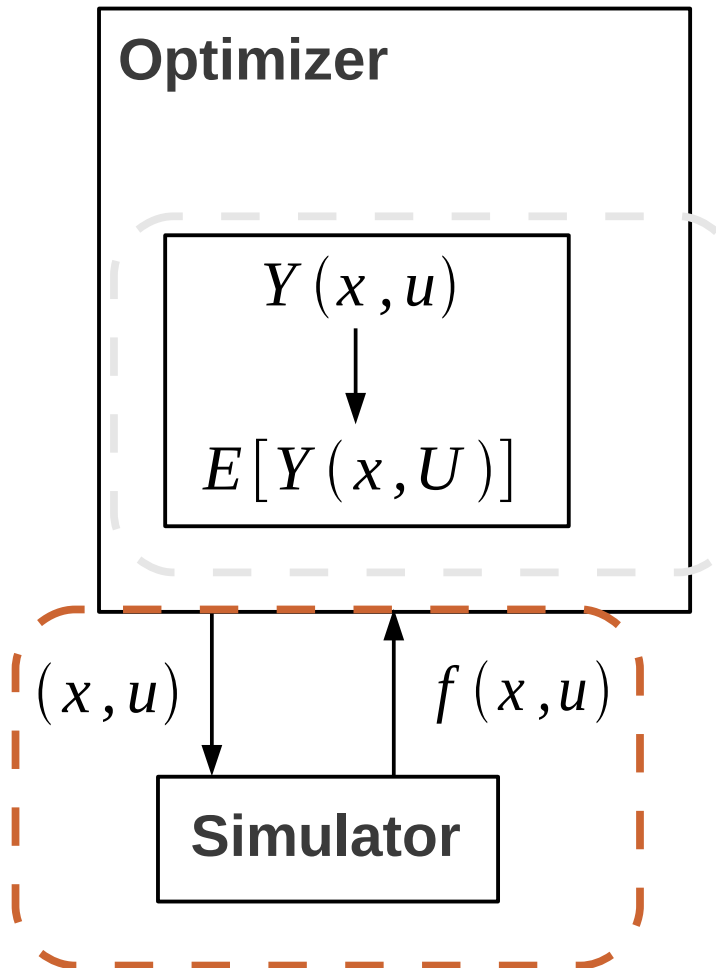 Optimizer
Y(x,u)
E[Y(x,U)]
(x,u)
f(x,u)
Simulator